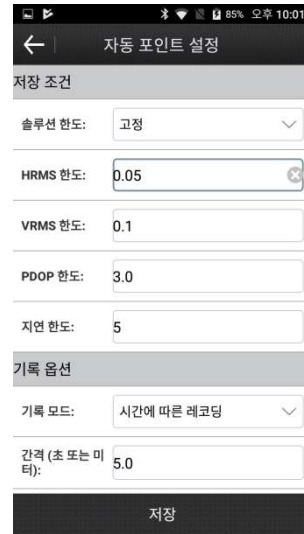 85% 오후 10:01
자동 포인트 설정
저장 조건
솔루션 한도: 고정
HRMS 한도: 0.05
VRMS 한도: 0.1
PDOP 한도: 3.0
지연 한도: 5
기록 옵션
기록 모드: 시간에 따른 레코딩
간격 (초 또는 미
터): 5.0
저장